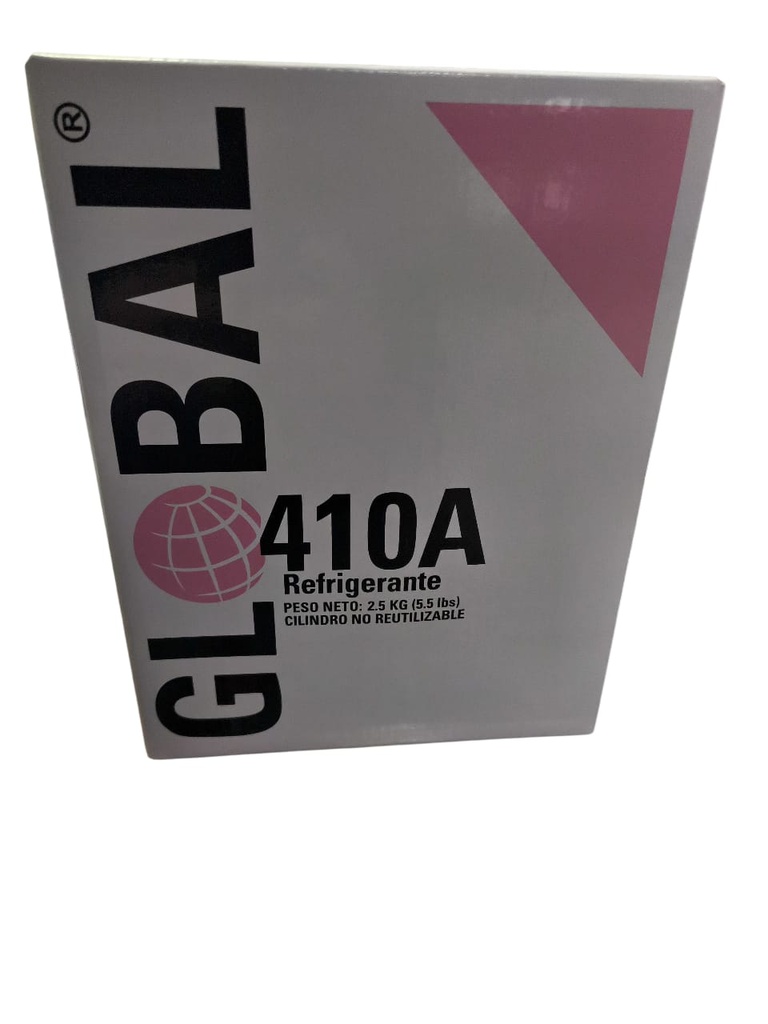 GLOBAL®
410A
Refrigerante
PESO NETO: 2.5 KG (5.5 lbs)
CILINDRO NO REUTILIZABLE